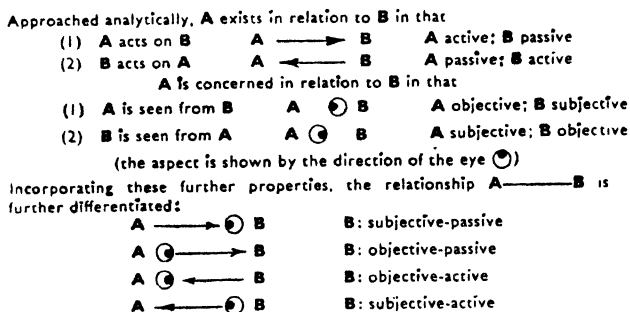 Approached analytically, A exists in relation to B in that
(1) A acts on B A ⟶ B A active; B passive
(2) B acts on A A ⟵ B A passive; B active
A is concerned in relation to B in that
(1) A is seen from B A B A objective; B subjective
(2) B is seen from A A B A subjective; B objective
(the aspect is shown by the direction of the eye )
Incorporating these further properties, the relationship A———B is
further differentiated:
A ⟶ B B: subjective-passive
A ⟶ B B: objective-passive
A ⟵ B B: objective-active
A ⟵ B B: subjective-active